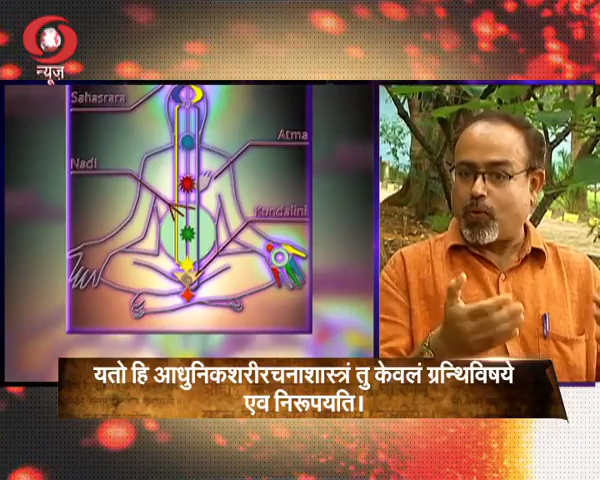 न्यूज़
Sahasrara
Atma
Nadi
Kundalini
यतो हि आधुनिकशरीररचनाशास्त्रं तु केवलं ग्रन्थिविषये
एव निरूपयति।